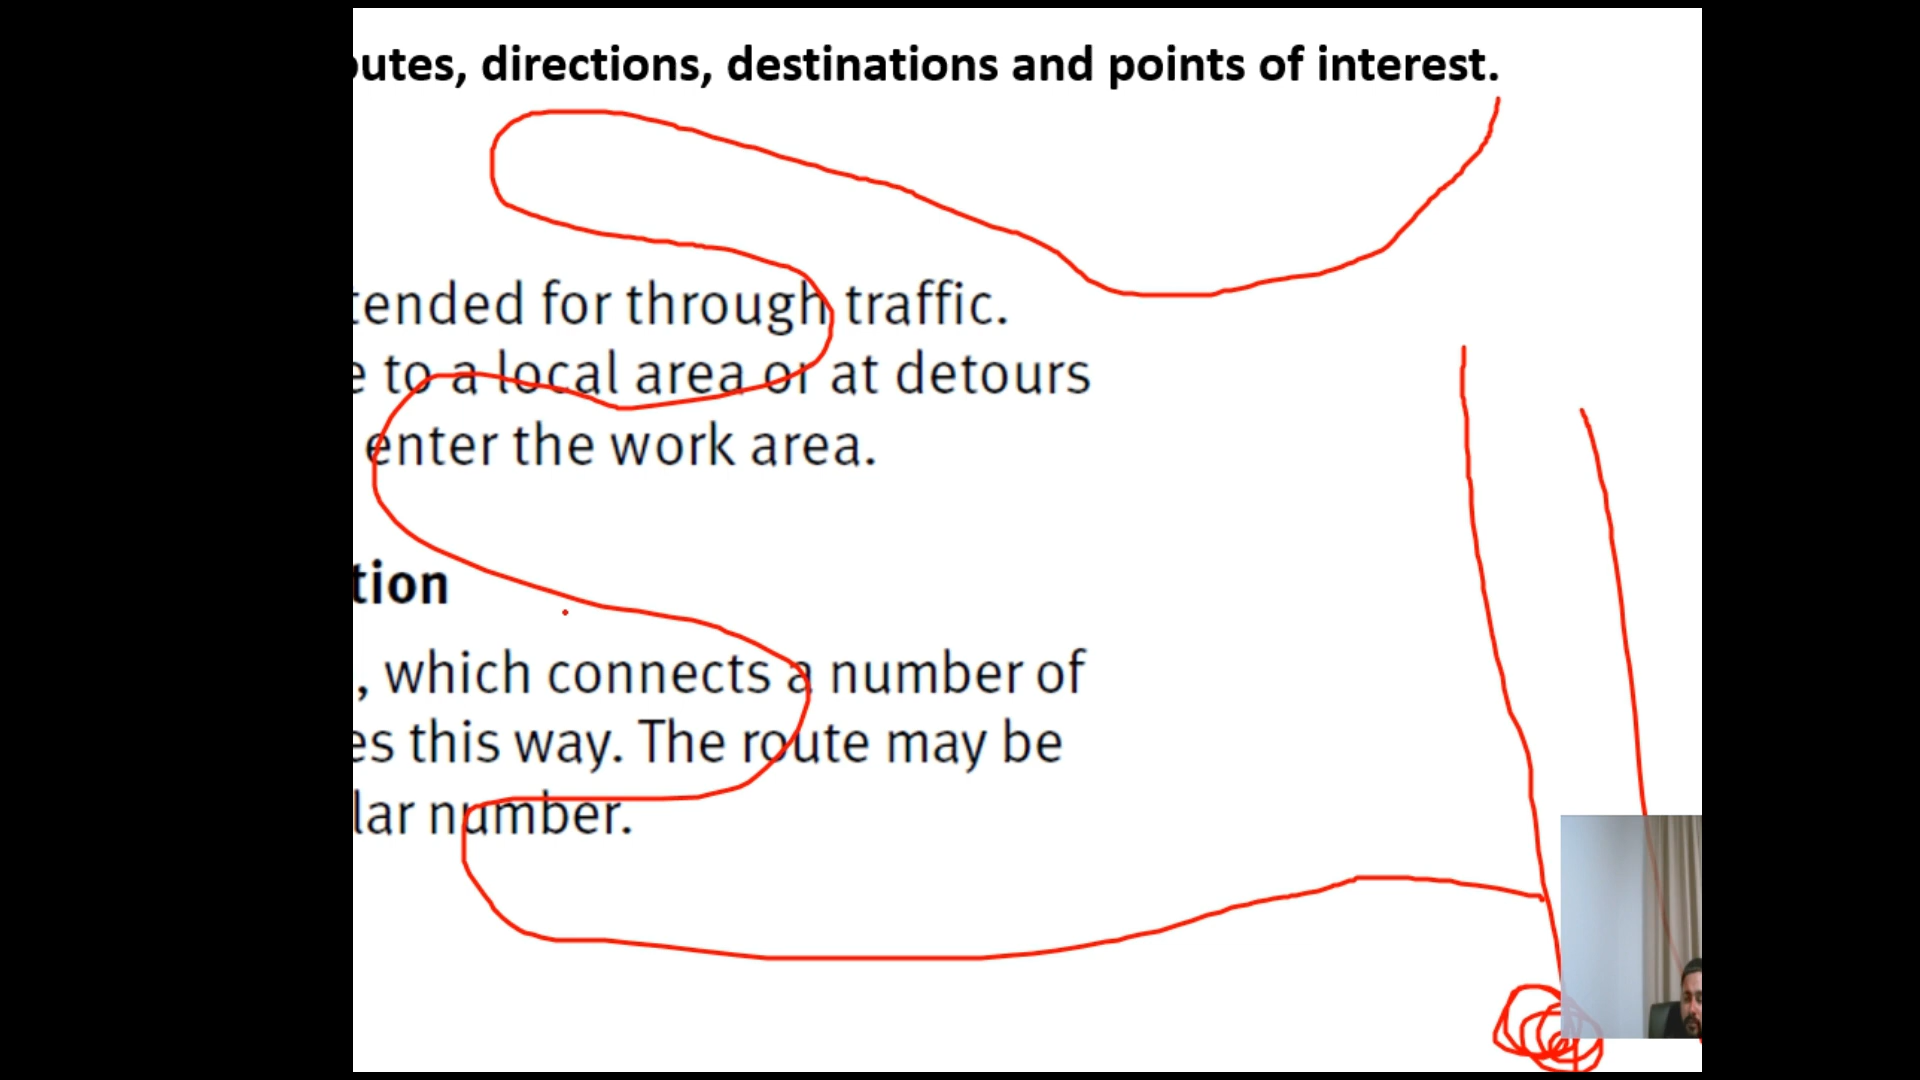 utes, directions, destinations and points of interest.
tended for through traffic.
e to a local area or at detours
enter the work area.
tion
, which connects a number of
es this way. The route may be
lar number.